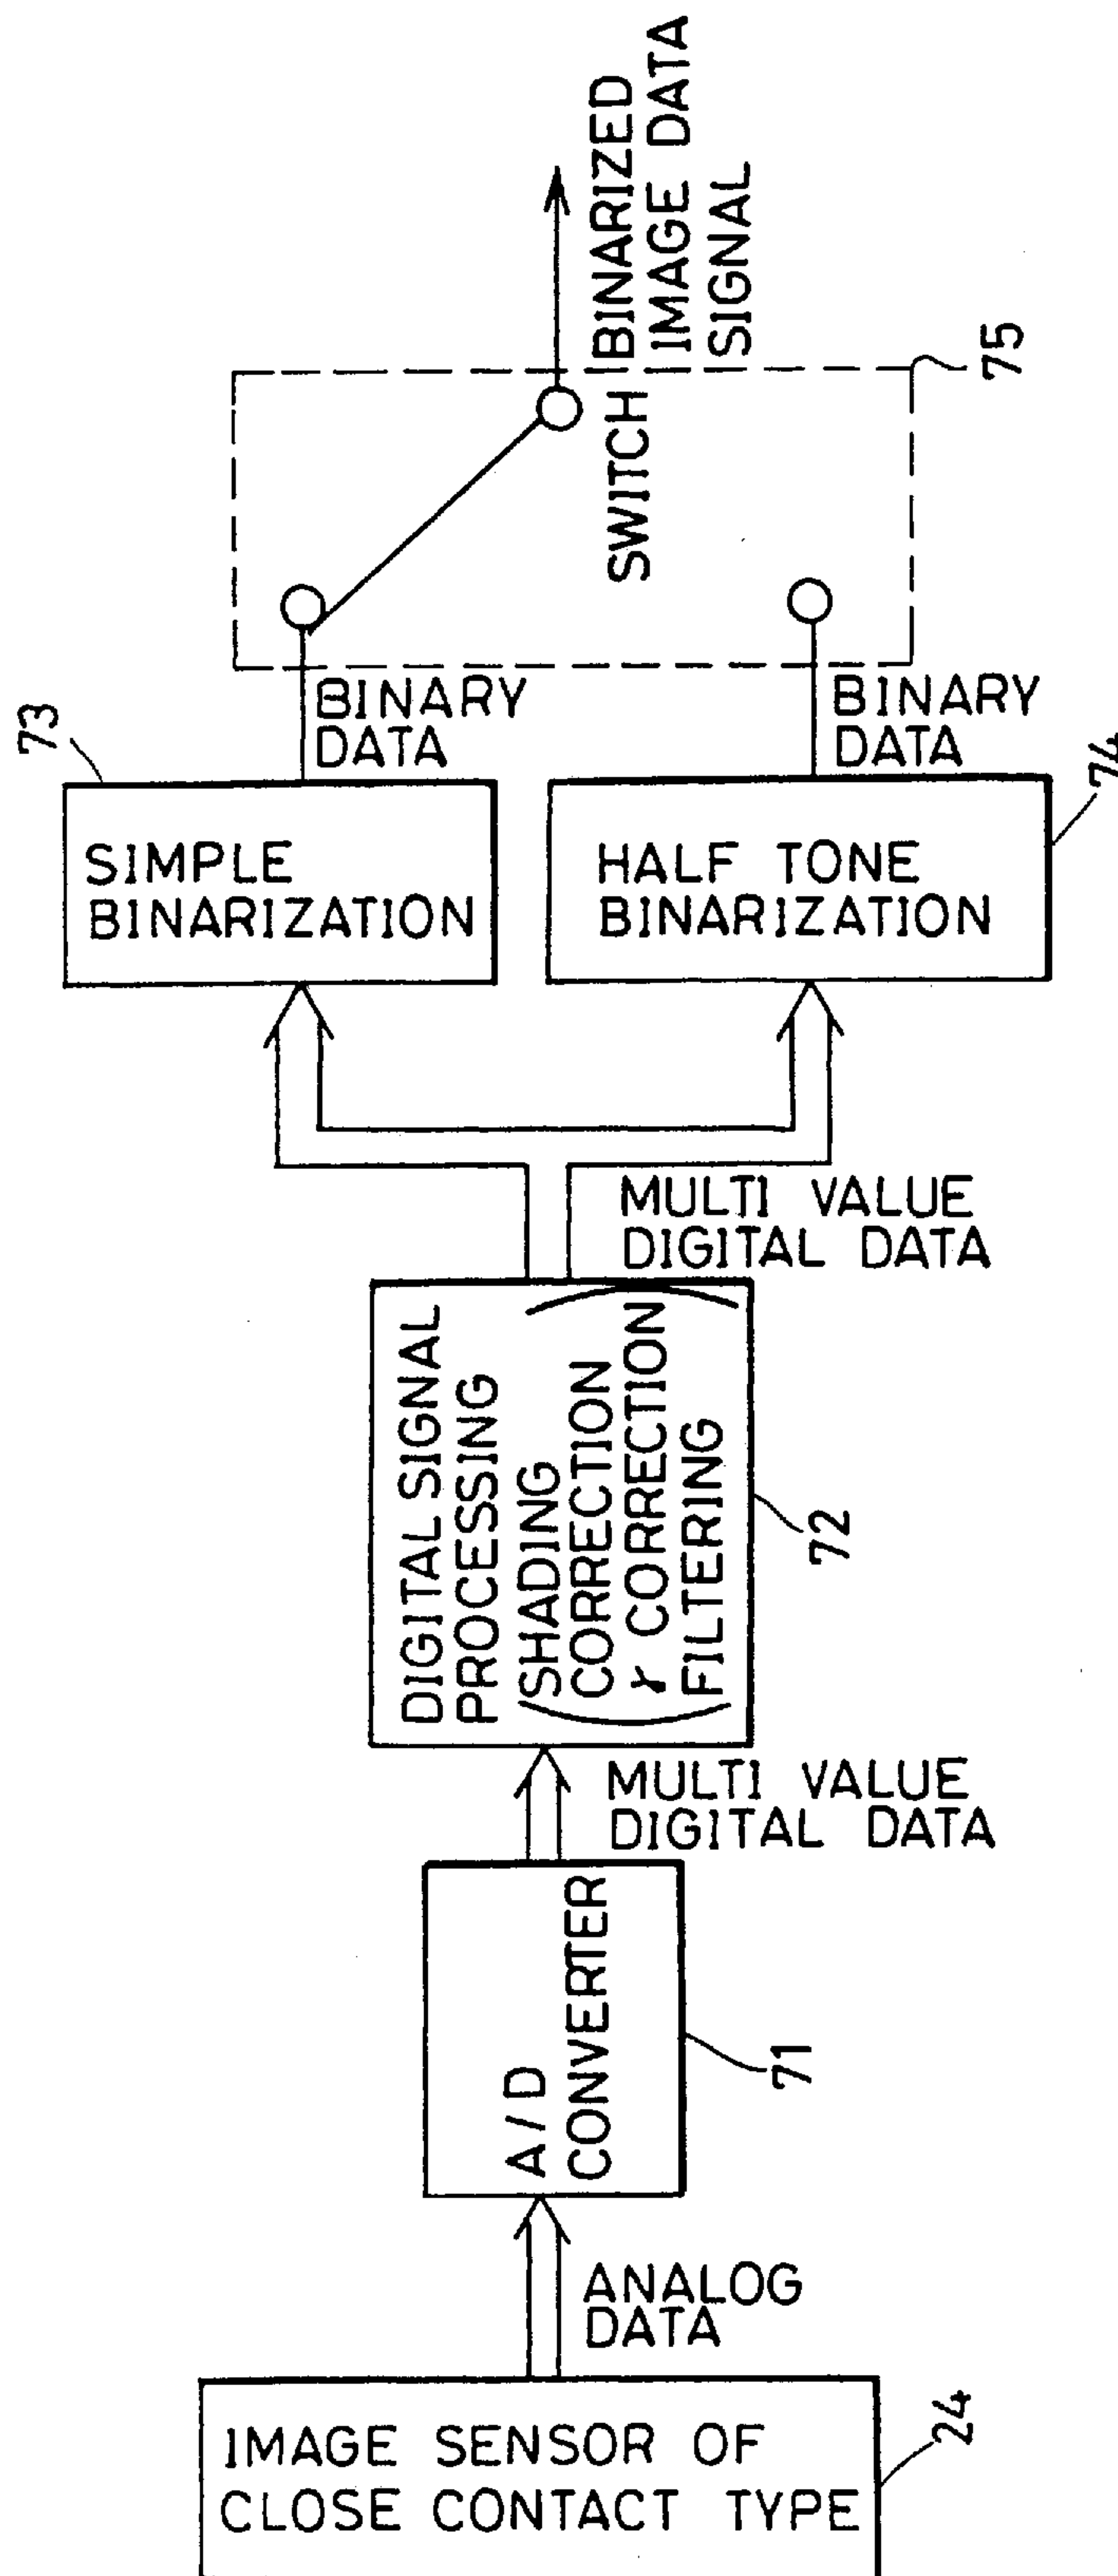 IMAGE SENSOR OF
CLOSE CONTACT TYPE
24
ANALOG
DATA
A/D
CONVERTER
71
MULTI VALUE
DIGITAL DATA
DIGITAL SIGNAL
PROCESSING
(SHADING
CORRECTION
γ CORRECTION
FILTERING)
72
MULTI VALUE
DIGITAL DATA
SIMPLE
BINARIZATION
73
BINARY
DATA
HALF TONE
BINARIZATION
74
BINARY
DATA
SWITCH
75
BINARIZED
IMAGE DATA
SIGNAL